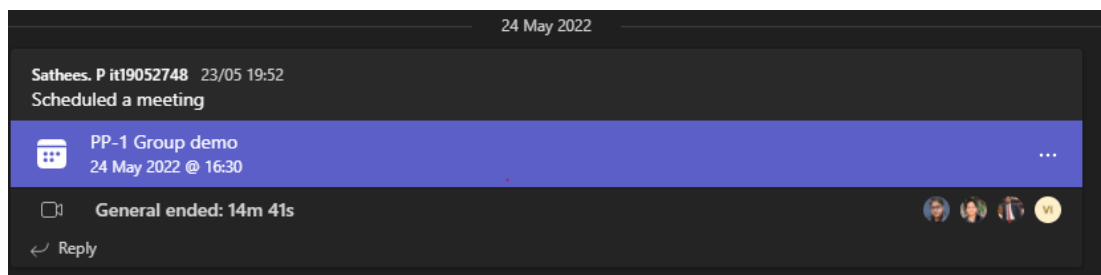 24 May 2022
Sathees. P it19052748 23/05 19:52
Scheduled a meeting
PP-1 Group demo
24 May 2022 @ 16:30
...
General ended: 14m 41s
VI
Reply